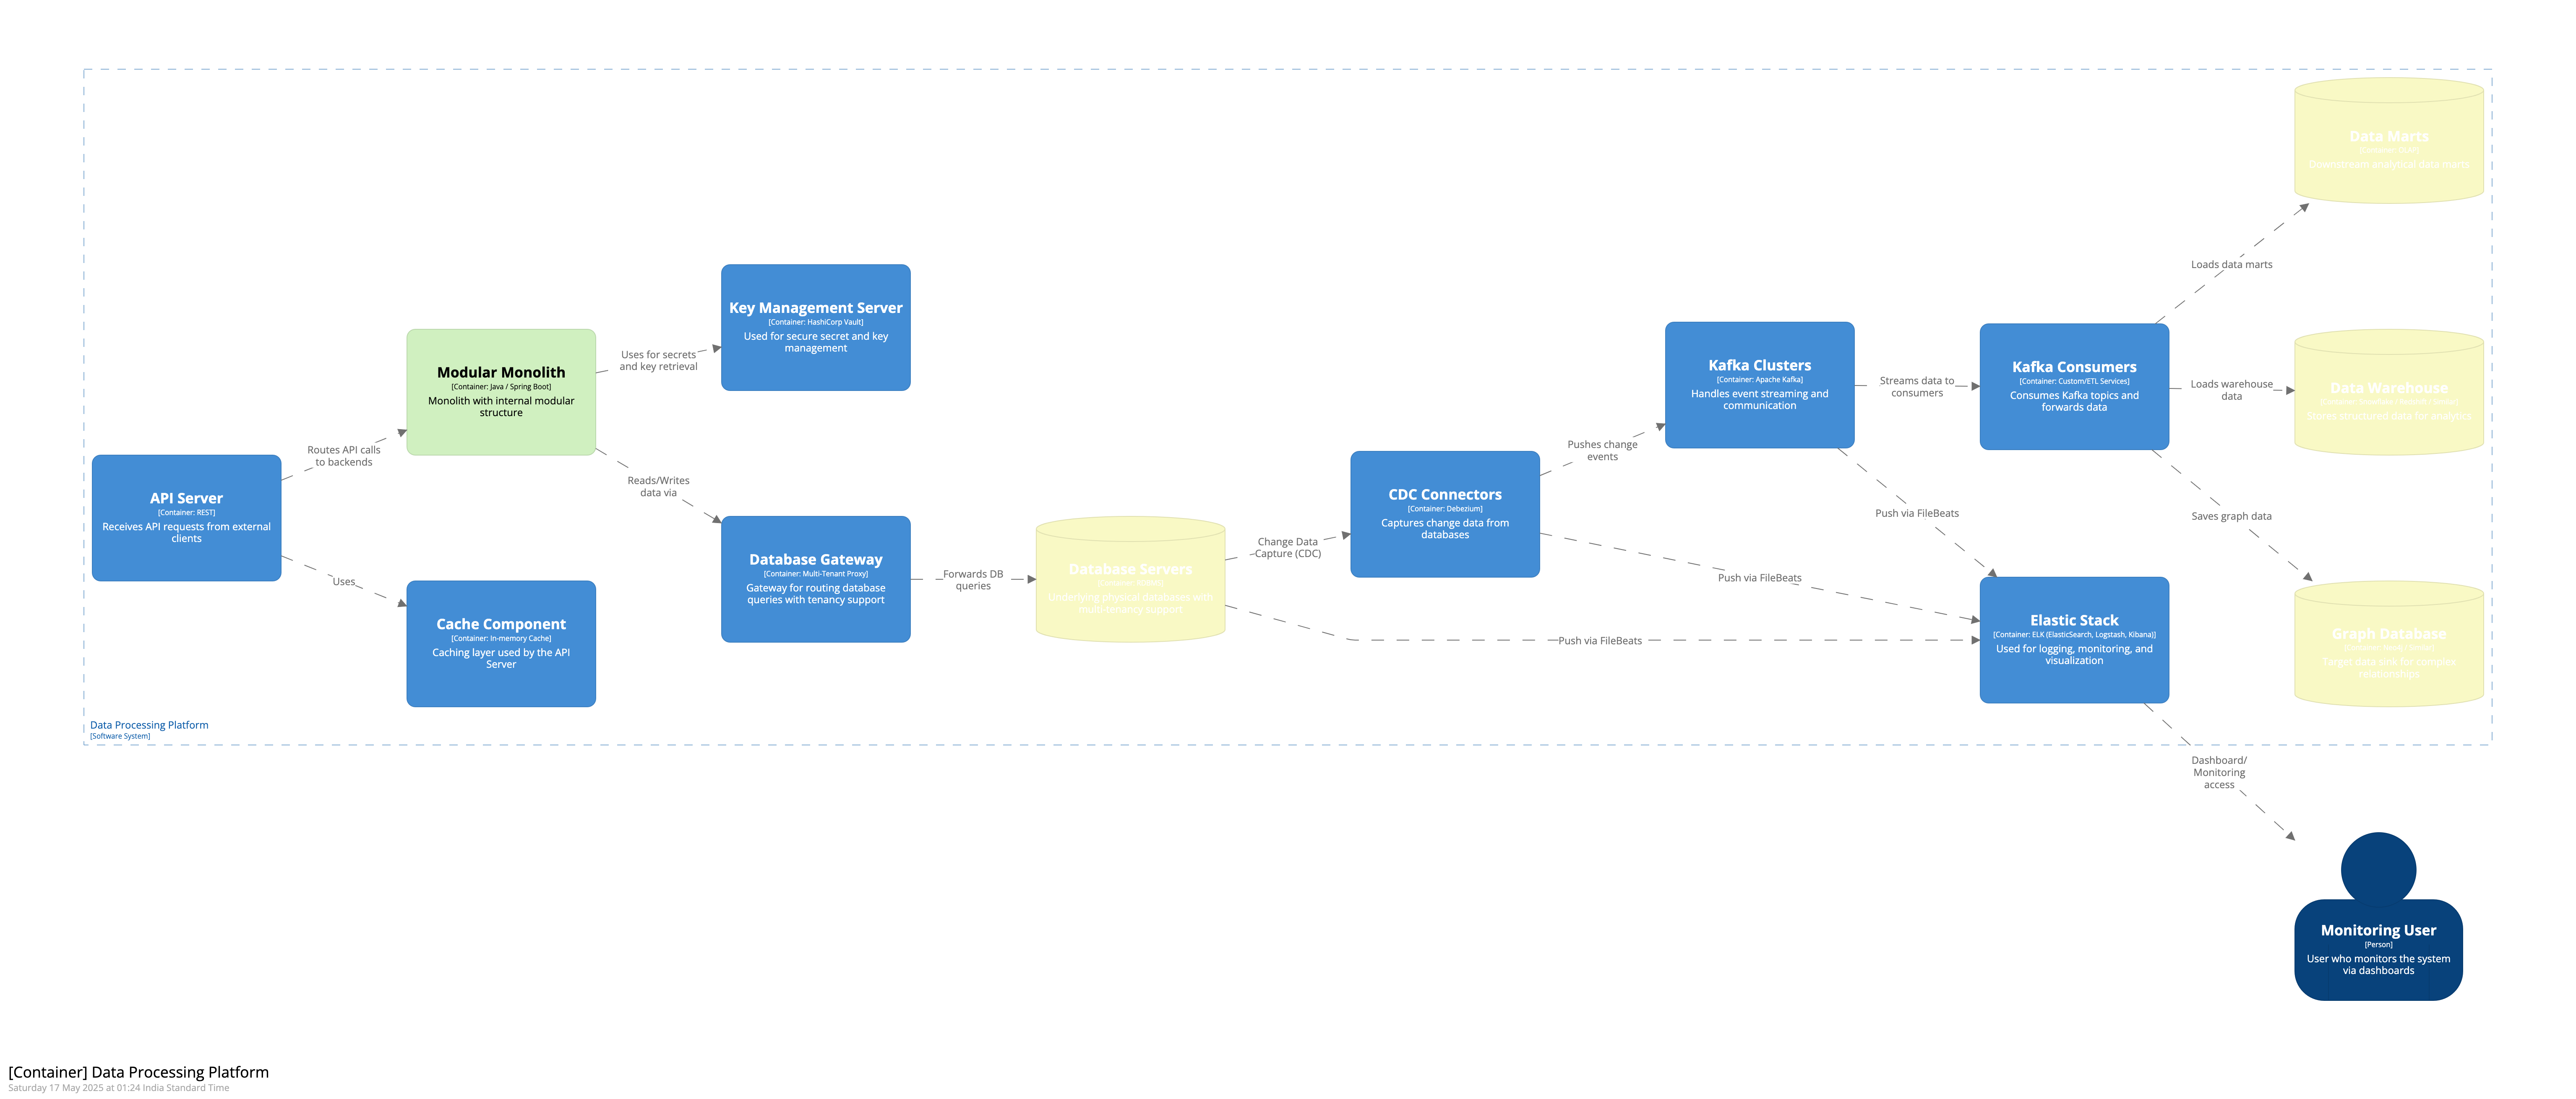 Data Marts
Downstream analytical data marts
Loads data marts
Key Management Server
[Container: HashiCorp Vault]
Used for secure secret and key
management
Modular Monolith
[Container: Java / Spring Boot]
Monolith with internal modular
structure
Uses for secrets
and key retrieval
Kafka Clusters
[Container: Apache Kafka]
Handles event streaming and
communication
Streams data to
consumers
Kafka Consumers
[Container: Custom/ETL Services]
Consumes Kafka topics and
forwards data
Loads warehouse
data
Data Warehouse
Stores structured data for analytics
Routes API calls
to backends
Reads/Writes
data via
Pushes change
events
API Server
[Container: REST]
Receives API requests from external
clients
Uses
Cache Component
[Container: In-memory Cache]
Caching layer used by the API
Server
Database Gateway
[Container: Multi-Tenant Proxy]
Gateway for routing database
queries with tenancy support
Forwards DB
queries
Database Servers
Underlying physical databases with
multi-tenancy support
Change Data
Capture (CDC)
CDC Connectors
[Container: Debezium]
Captures change data from
databases
Push via FileBeats
Push via FileBeats
Push via FileBeats
Saves graph data
Elastic Stack
[Container: ELK (ElasticSearch, Logstash, Kibana)]
Used for logging, monitoring, and
visualization
Graph Database
Target data sink for complex
relationships
Data Processing Platform
[Software System]
Dashboard/
Monitoring
access
Monitoring User
[Person]
User who monitors the system
via dashboards
[Container] Data Processing Platform
Saturday 17 May 2025 at 01:24 India Standard Time